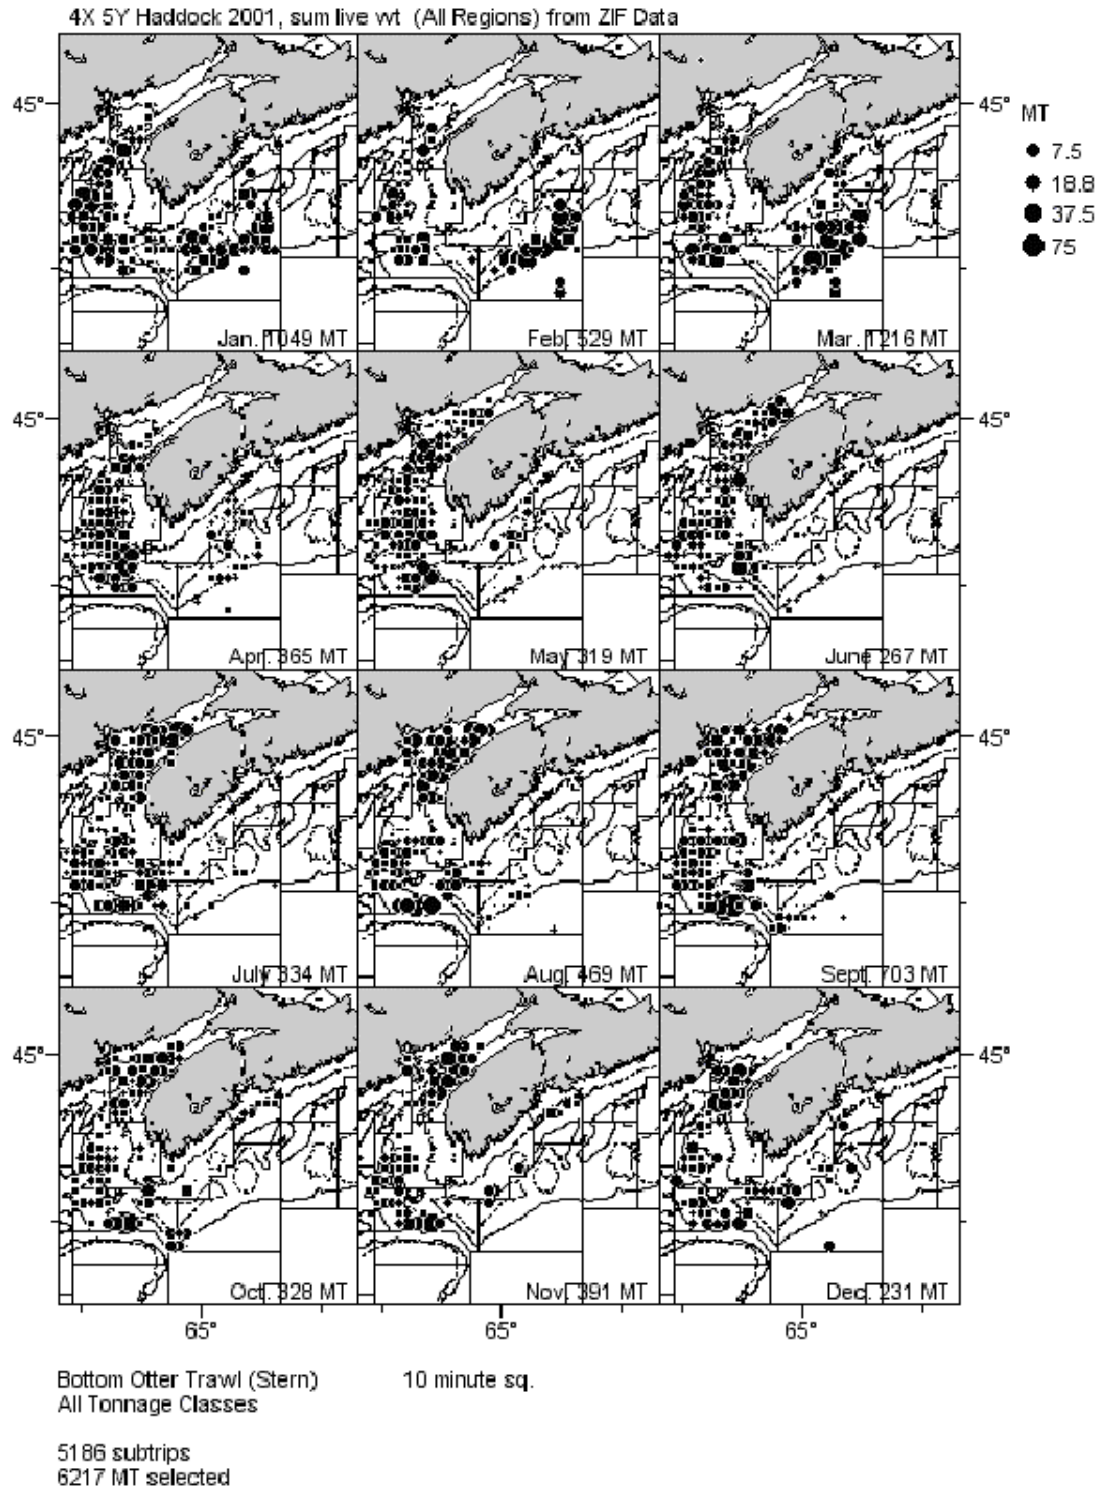 4X 5Y Haddock 2001, sum live wt (All Regions) from ZIF Data
45°
45°
MT
7.5
18.8
37.5
75
Jan. 1049 MT
Feb. 529 MT
Mar. 1216 MT
45°
45°
Apr. 365 MT
May 319 MT
June 267 MT
45°
45°
July 334 MT
Aug. 469 MT
Sept. 703 MT
45°
45°
Oct. 328 MT
Nov. 391 MT
Dec. 231 MT
65°
65°
65°
Bottom Otter Trawl (Stern)
10 minute sq.
All Tonnage Classes
5186 subtrips
6217 MT selected